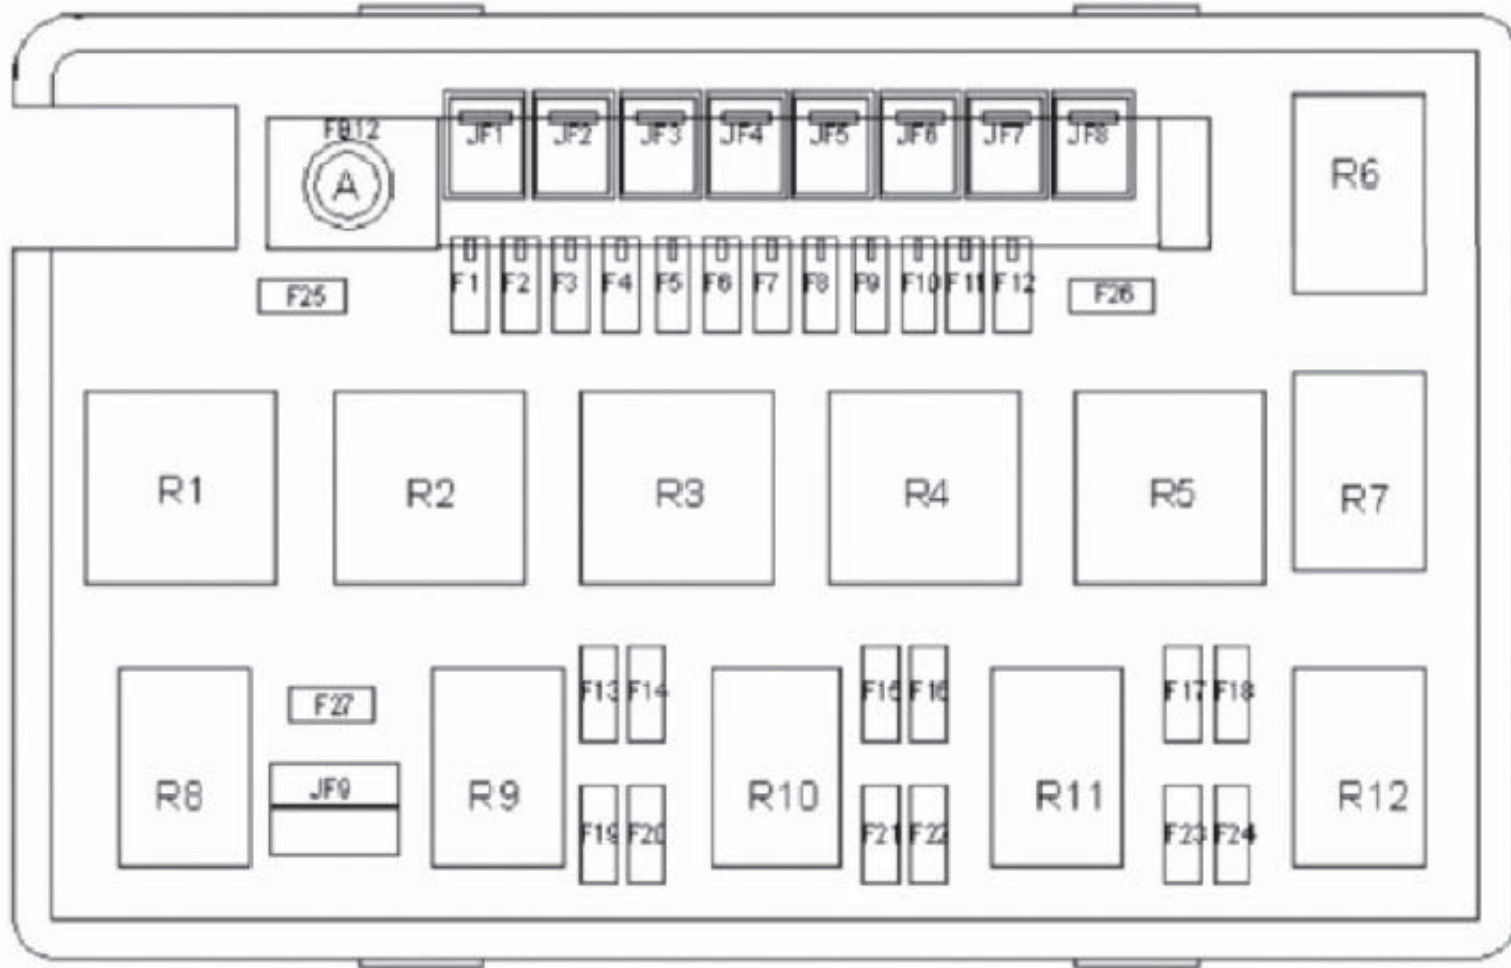 FB12
A
JF1 JF2 JF3 JF4 JF5 JF6 JF7 JF8
R6
F25
F1 F2 F3 F4 F5 F6 F7 F8 F9 F10 F11 F12
F26
R1 R2 R3 R4 R5 R7
F13 F14 F15 F16 F17 F18
F27
R8 JF9 R9 R10 R11 R12
F19 F20 F21 F22 F23 F24